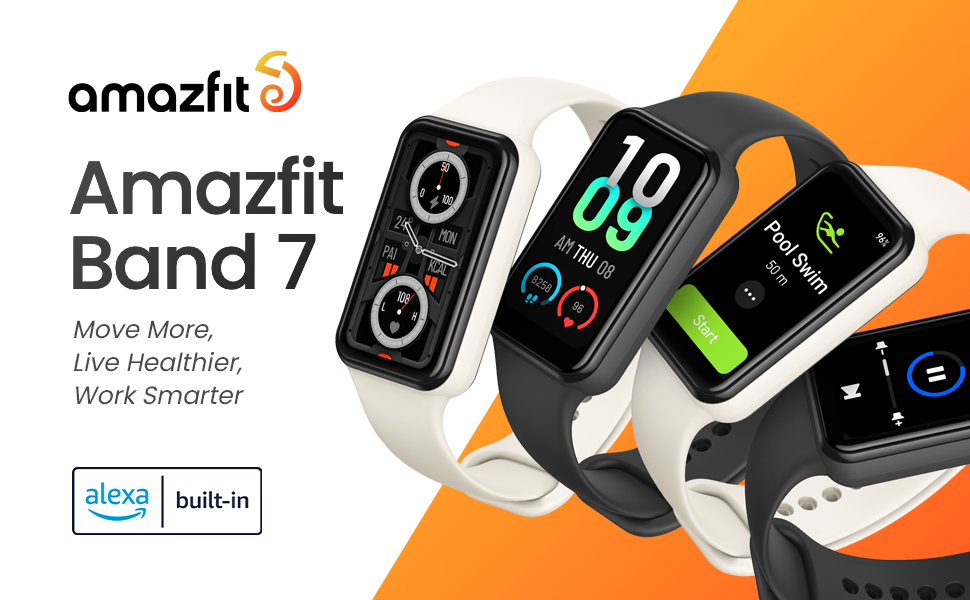 amazfit
Amazfit
Band 7
Move More,
Live Healthier,
Work Smarter
alexa built-in
50
0 100
24
MON
PAI
KCAL
108
L H
10
09
AM THU 08
8258
96
96%
Pool Swim
50 m
Start